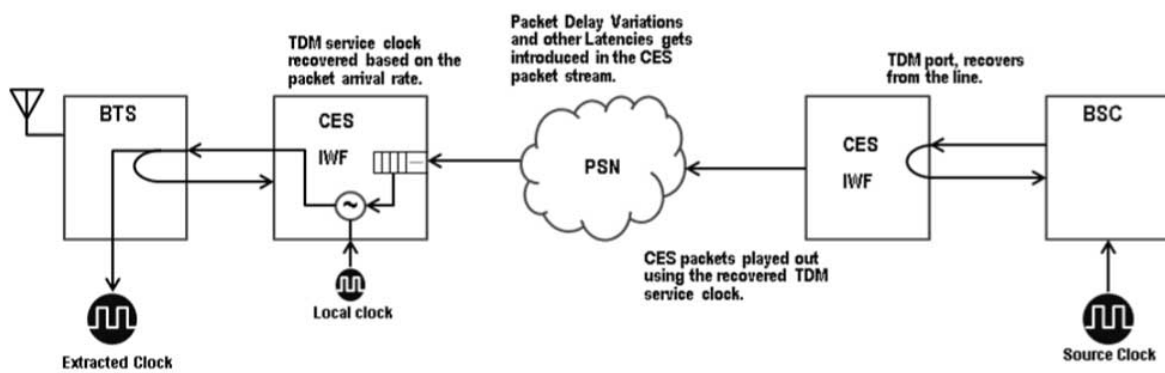 Packet Delay Variations
and other Latencies gets
introduced in the CES
packet stream.
TDM service clock
recovered based on the
packet arrival rate.
TDM port, recovers
from the line.
BTS
CES
IWF
PSN
CES
IWF
BSC
CES packets played out
using the recovered TDM
service clock.
Local clock
Extracted Clock
Source Clock